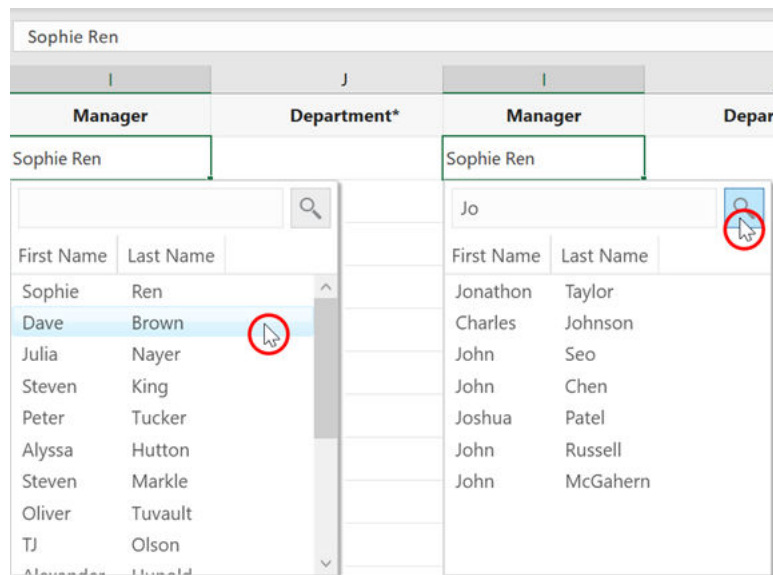 Sophie Ren
I J I
Manager Department* Manager Depar
Sophie Ren Sophie Ren
Jo
First Name Last Name First Name Last Name
Sophie Ren Jonathon Taylor
Dave Brown Charles Johnson
Julia Nayer John Seo
Steven King John Chen
Peter Tucker Joshua Patel
Alyssa Hutton John Russell
Steven Markle John McGahern
Oliver Tuvault
TJ Olson